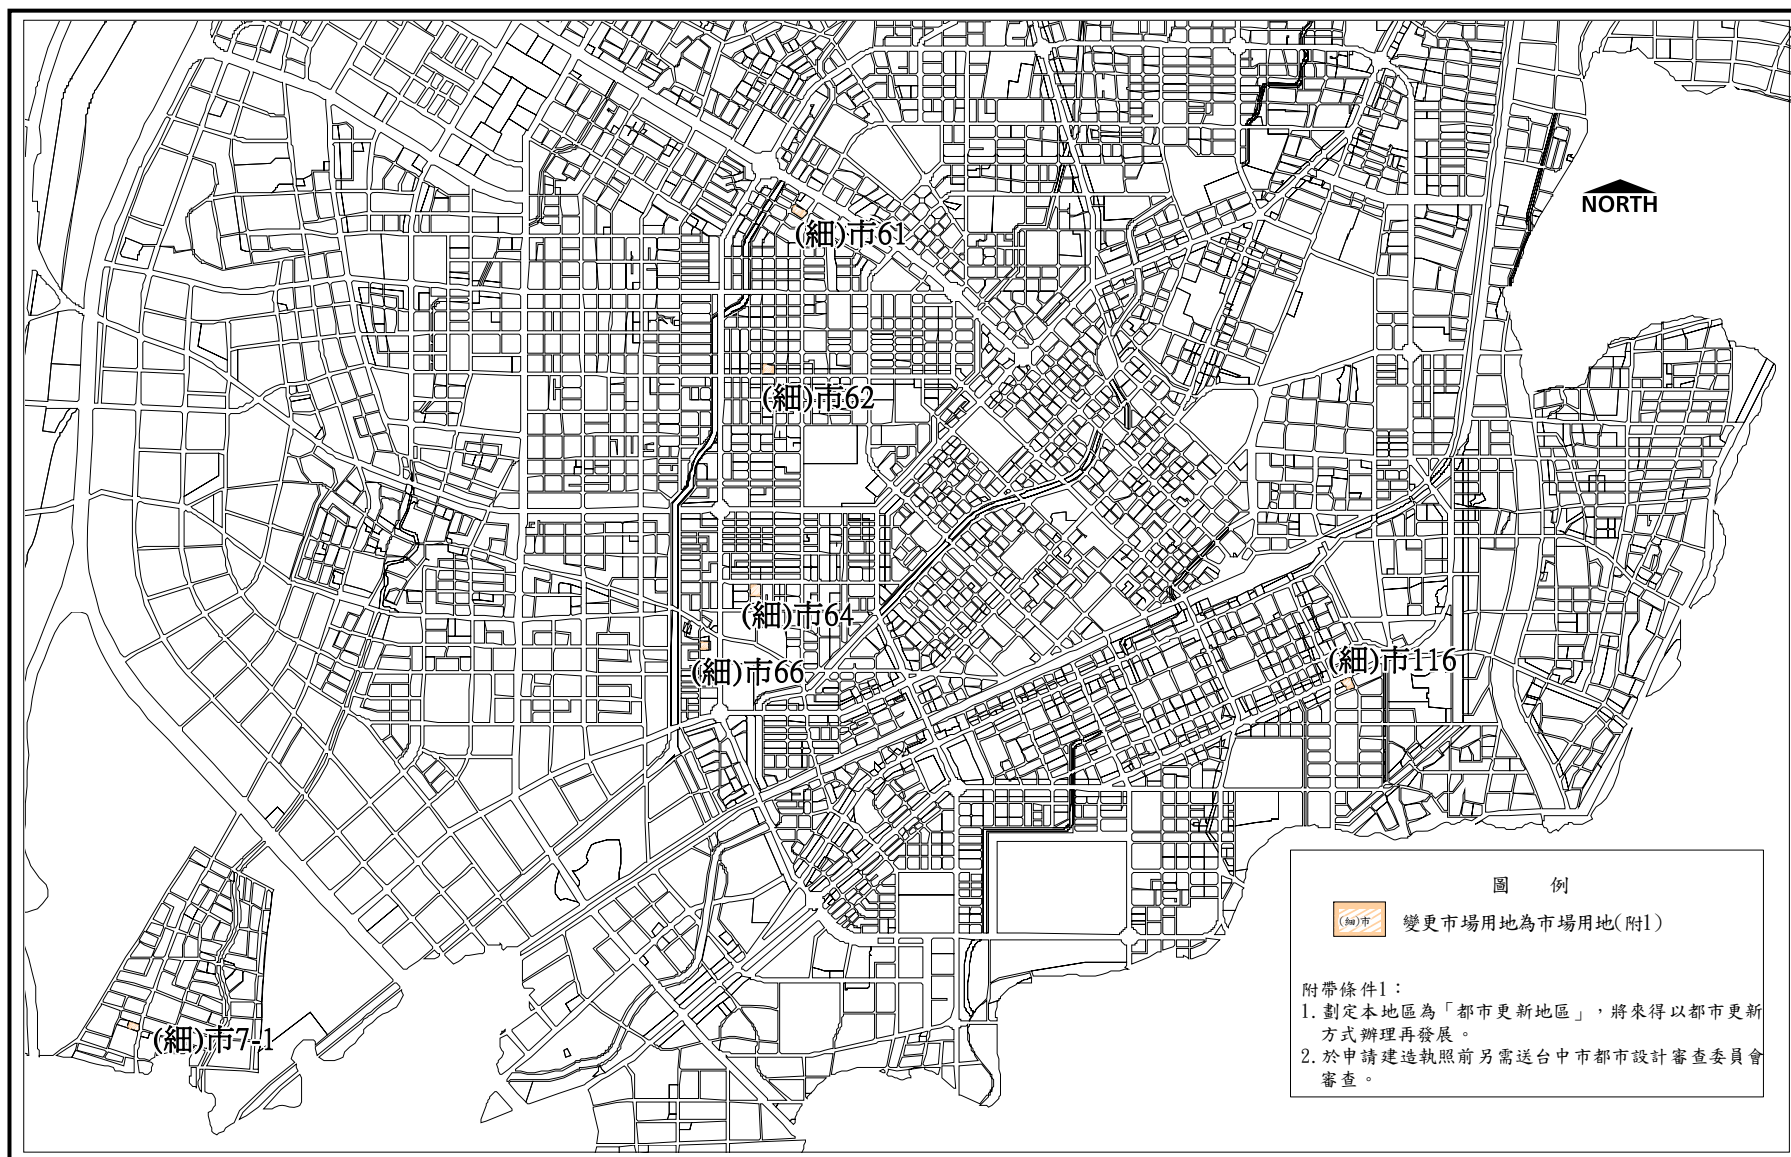 NORTH
(細)市61
(細)市62
(細)市64
(細)市66
(細)市116
(細)市7-1
圖 例
(細)市 變更市場用地為市場用地(附1)
附帶條件1：
1. 劃定本地區為「都市更新地區」，將來得以都市更新
方式辦理再發展。
2. 於申請建造執照前另需送台中市都市設計審查委員會
審查。